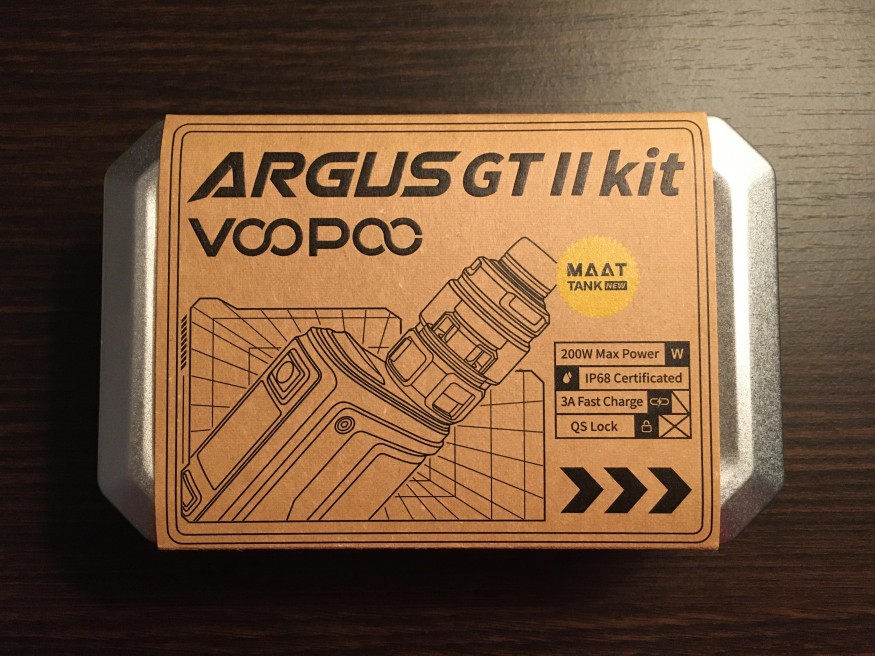 ARGUS GT II kit
VOOPOO
MAAT
TANK NEW
200W Max Power W
IP68 Certificated
3A Fast Charge
QS Lock